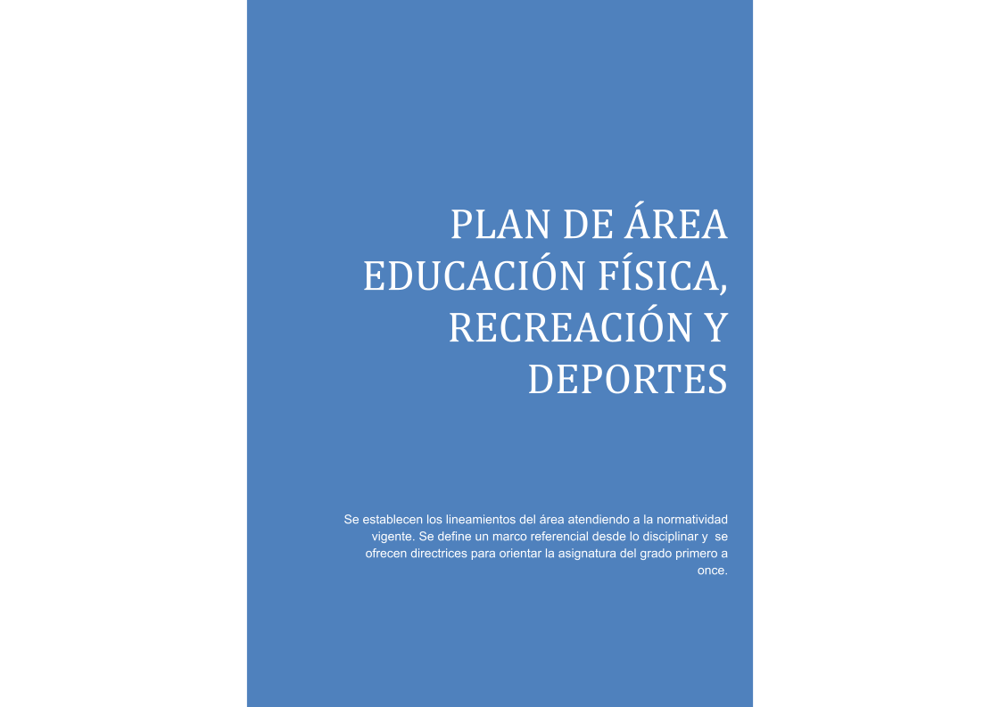 PLAN DE ÁREA
EDUCACIÓN FÍSICA,
RECREACIÓN Y
DEPORTES
Se establecen los lineamientos del área atendiendo a la normatividad
vigente. Se define un marco referencial desde lo disciplinar y  se
ofrecen directrices para orientar la asignatura del grado primero a
once.